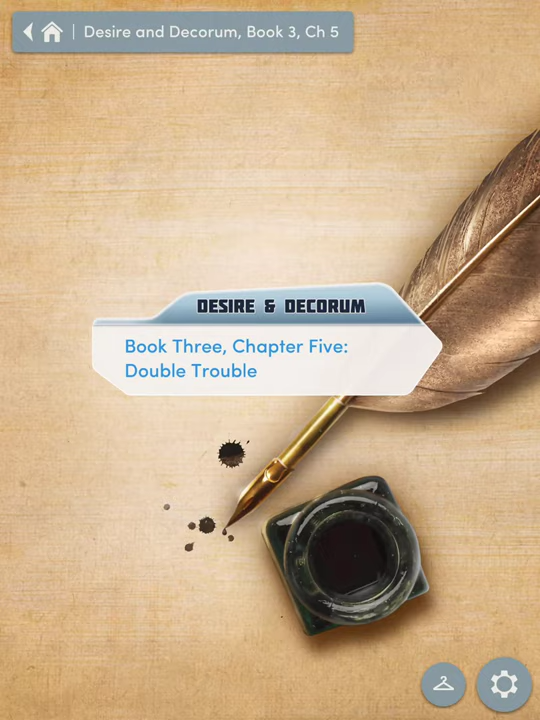 Desire and Decorum, Book 3, Ch 5
DESIRE & DECORUM
Book Three, Chapter Five:
Double Trouble